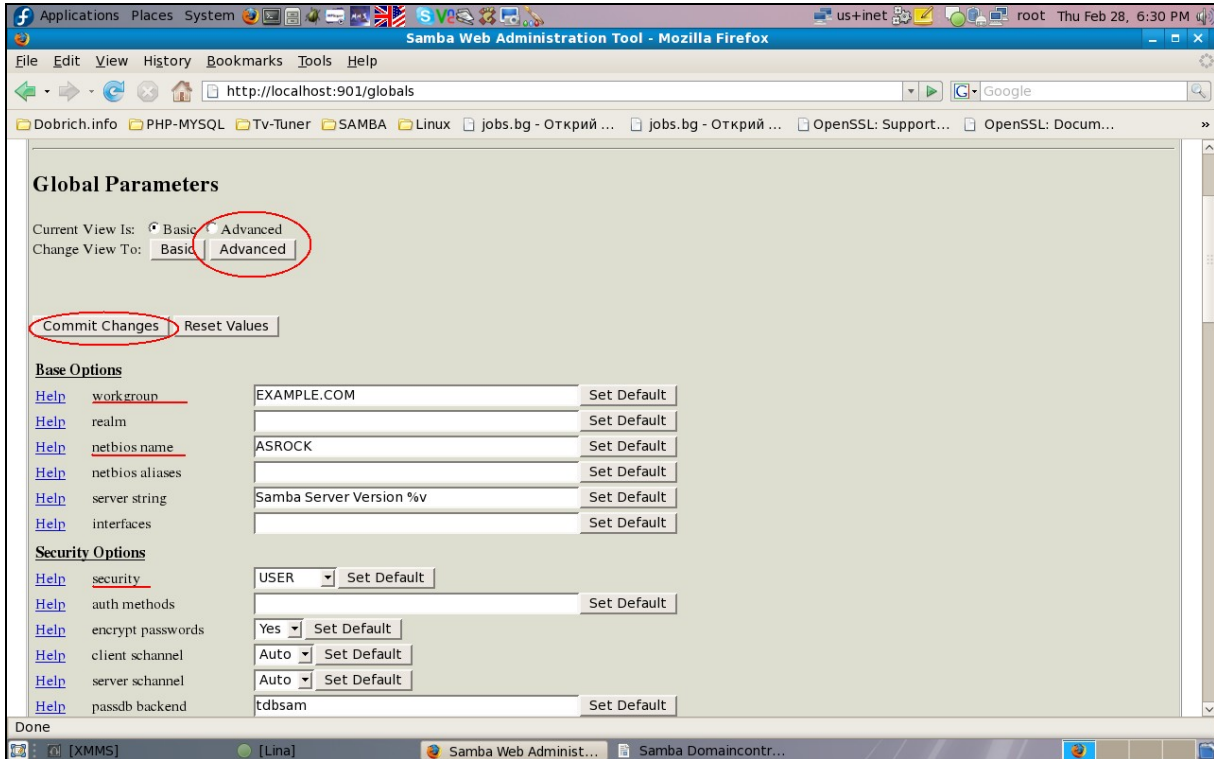 Applications Places System us+inet root Thu Feb 28, 6:30 PM
Samba Web Administration Tool - Mozilla Firefox
File Edit View History Bookmarks Tools Help
http://localhost:901/globals Google
Dobrich.info PHP-MYSQL Tv-Tuner SAMBA Linux jobs.bg - Открий ... jobs.bg - Открий ... OpenSSL: Support... OpenSSL: Docum... »
Global Parameters
Current View Is: Basic Advanced
Change View To: Basic Advanced
Commit Changes Reset Values
Base Options
Help workgroup EXAMPLE.COM Set Default
Help realm Set Default
Help netbios name ASROCK Set Default
Help netbios aliases Set Default
Help server string Samba Server Version %v Set Default
Help interfaces Set Default
Security Options
Help security USER Set Default
Help auth methods Set Default
Help encrypt passwords Yes Set Default
Help client schannel Auto Set Default
Help server schannel Auto Set Default
Help passdb backend tdbsam Set Default
Done
[XMMS] [Lina] Samba Web Administ... Samba Domaincontr...